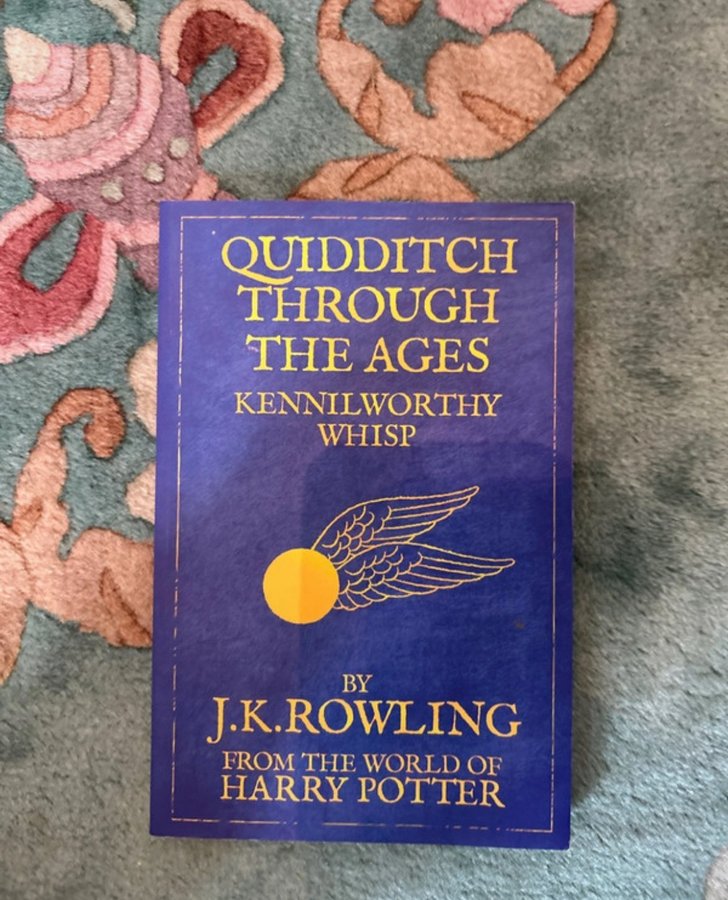 QUIDDITCH
THROUGH
THE AGES
KENNILWORTHY
WHISP
BY
J.K.ROWLING
FROM THE WORLD OF
HARRY POTTER